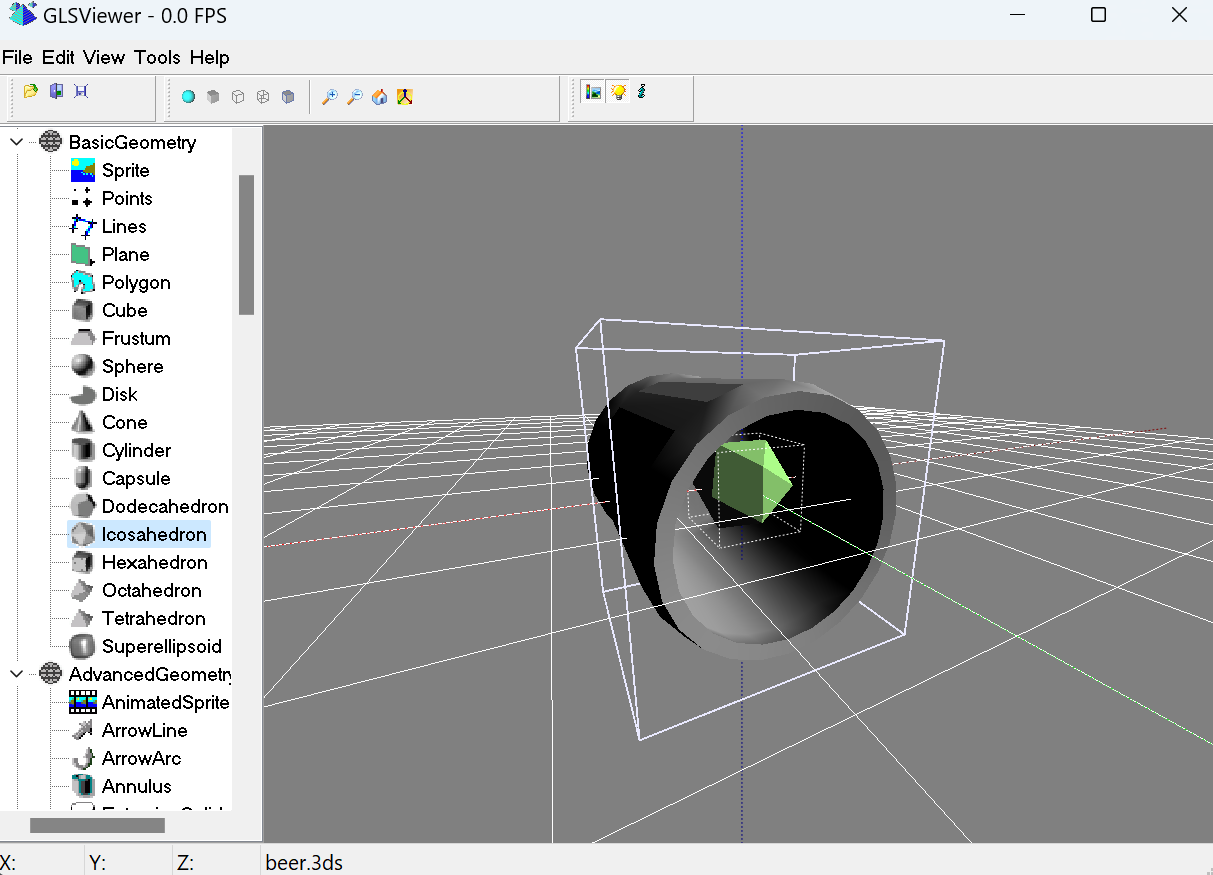 GLSViewer - 0.0 FPS
File Edit View Tools Help
BasicGeometry
Sprite
Points
Lines
Plane
Polygon
Cube
Frustum
Sphere
Disk
Cone
Cylinder
Capsule
Dodecahedron
Icosahedron
Hexahedron
Octahedron
Tetrahedron
Superellipsoid
AdvancedGeometry
AnimatedSprite
ArrowLine
ArrowArc
Annulus
X: Y: Z: beer.3ds